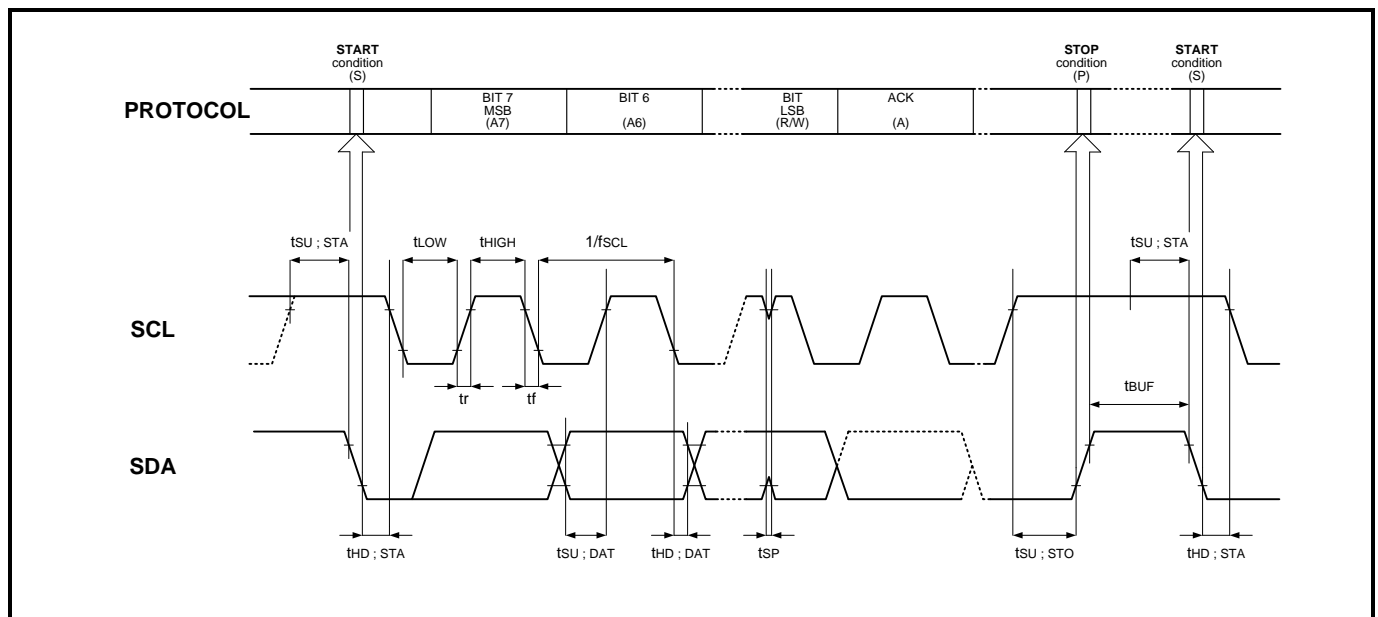 START
condition
(S)
STOP
condition
(P)
START
condition
(S)
PROTOCOL
BIT 7
MSB
(A7)
BIT 6
(A6)
BIT
LSB
(R/W)
ACK
(A)
tSU ; STA
tLOW
tHIGH
1/fSCL
tSU ; STA
SCL
tr
tf
tBUF
SDA
tHD ; STA
tSU ; DAT
tHD ; DAT
tSP
tSU ; STO
tHD ; STA